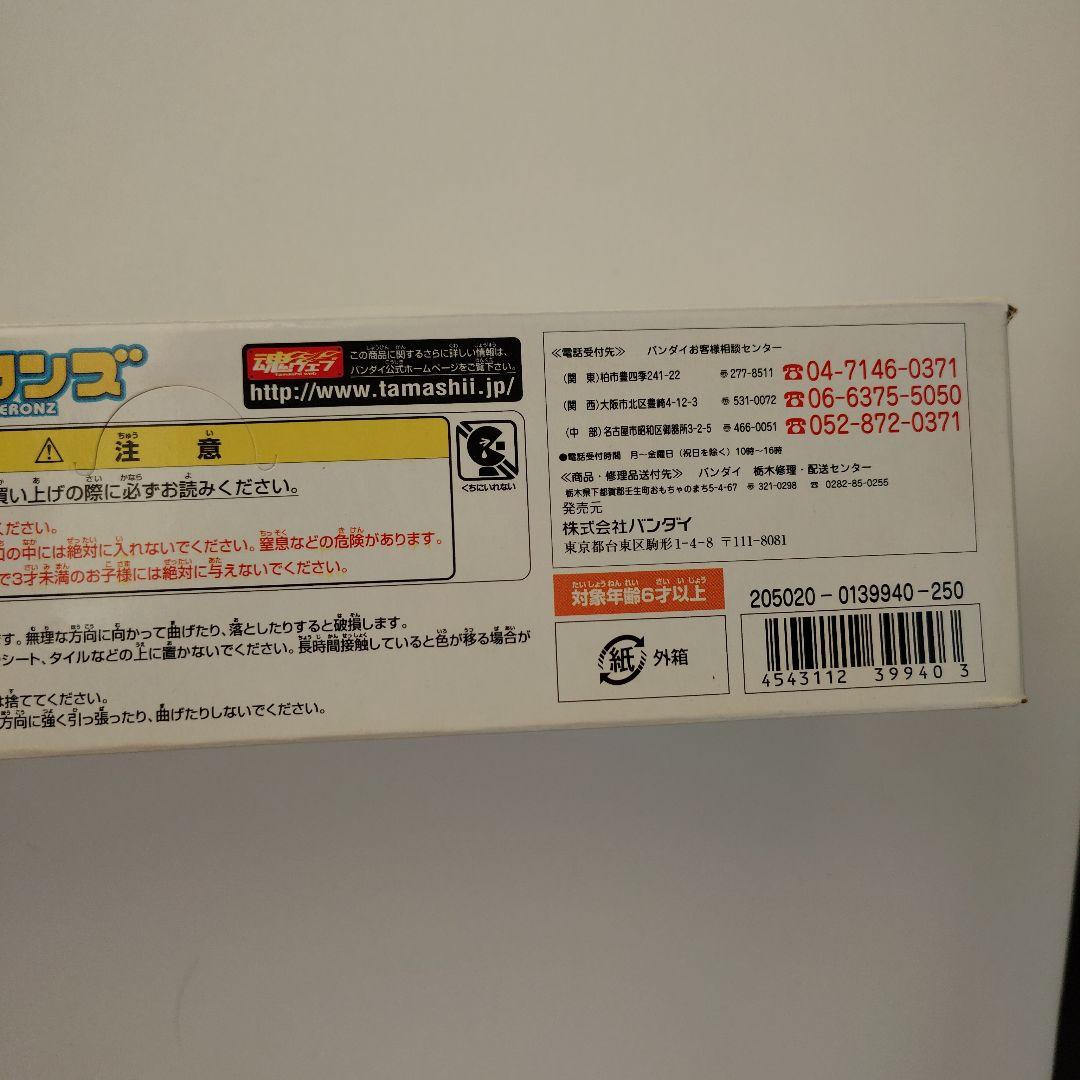 ンズ
ERONZ
魂ウェブ
tamashii web
この商品に関するさらに詳しい情報は、
バンダイ公式ホームページをご覧下さい。
http://www.tamashii.jp/
注 意
くちにいれない
買い上げの際に必ずお読みください。
ください。
口の中には絶対に入れないでください。窒息などの危険があります。
で3才未満のお子様には絶対に与えないでください。
す。無理な方向に向かって曲げたり、落としたりすると破損します。
シート、タイルなどの上に置かないでください。長時間接触していると色が移る場合が
は捨ててください。
方向に強く引っ張ったり、曲げたりしないでください。
≪電話受付先≫ バンダイお客様相談センター
(関 東)柏市豊四季241-22 〒277-8511 ☎04-7146-0371
(関 西)大阪市北区豊崎4-12-3 〒531-0072 ☎06-6375-5050
(中 部)名古屋市昭和区御器所3-2-5 〒466-0051 ☎052-872-0371
●電話受付時間 月〜金曜日(祝日を除く)10時〜16時
≪商品・修理品送付先≫ バンダイ 栃木修理・配送センター
栃木県下都賀郡壬生町おもちゃのまち5-4-67 〒321-0298 ☎0282-85-0255
発売元
株式会社バンダイ
東京都台東区駒形1-4-8 〒111-8081
対象年齢6才以上
205020-0139940-250
紙 外箱
4543112 399403